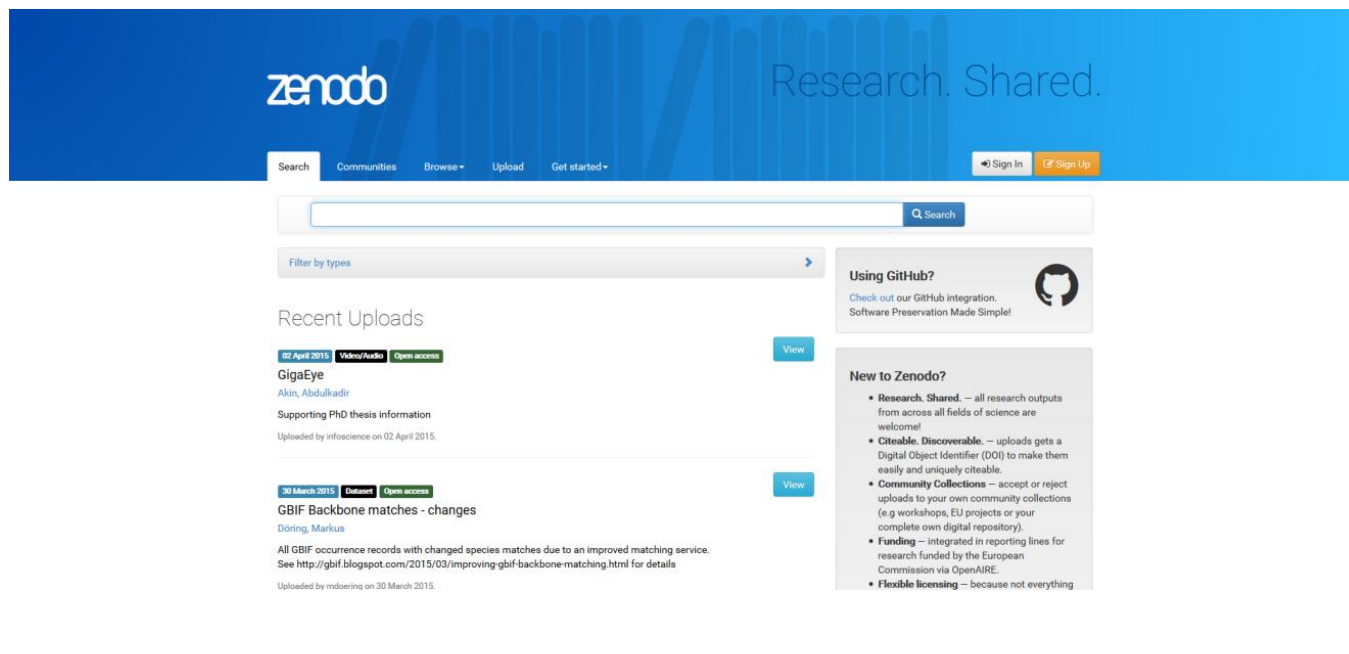 zenodo
Research. Shared.
Search Communities Browse Upload Get started
Sign In Sign Up
Search
Filter by types
Recent Uploads
02 April 2015 Video/Audio Open access
View
GigaEye
Akin, Abdulkadir
Supporting PhD thesis information
Uploaded by infoscience on 02 April 2015.
30 March 2015 Dataset Open access
View
GBIF Backbone matches - changes
Döring, Markus
All GBIF occurrence records with changed species matches due to an improved matching service.
See http://gbif.blogspot.com/2015/03/improving-gbif-backbone-matching.html for details
Uploaded by mdoering on 30 March 2015.
Using GitHub?
Check out our GitHub integration.
Software Preservation Made Simple!
New to Zenodo?
• Research. Shared. — all research outputs
from across all fields of science are
welcome!
• Citeable. Discoverable. — uploads gets a
Digital Object Identifier (DOI) to make them
easily and uniquely citeable.
• Community Collections — accept or reject
uploads to your own community collections
(e.g workshops, EU projects or your
complete own digital repository).
• Funding — integrated in reporting lines for
research funded by the European
Commission via OpenAIRE.
• Flexible licensing — because not everything